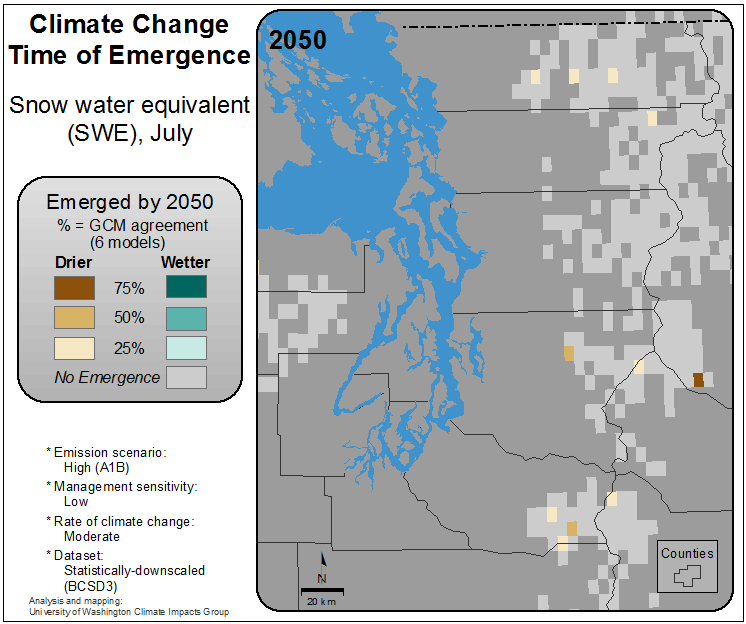 Climate Change
Time of Emergence
Snow water equivalent
(SWE), July
Emerged by 2050
% = GCM agreement
(6 models)
Drier Wetter
75%
50%
25%
No Emergence
* Emission scenario:
High (A1B)
* Management sensitivity:
Low
* Rate of climate change:
Moderate
* Dataset:
Statistically-downscaled
(BCSD3)
Analysis and mapping:
University of Washington Climate Impacts Group
2050
N
20 km
Counties